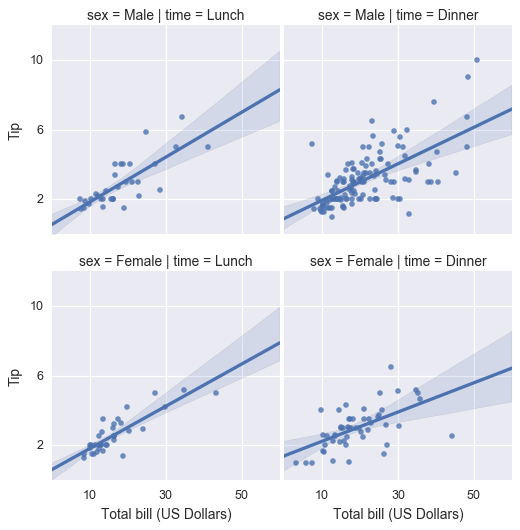 sex = Male | time = Lunch
sex = Male | time = Dinner
10
6
2
Tip
sex = Female | time = Lunch
sex = Female | time = Dinner
10
6
2
Tip
10 30 50
10 30 50
Total bill (US Dollars)
Total bill (US Dollars)